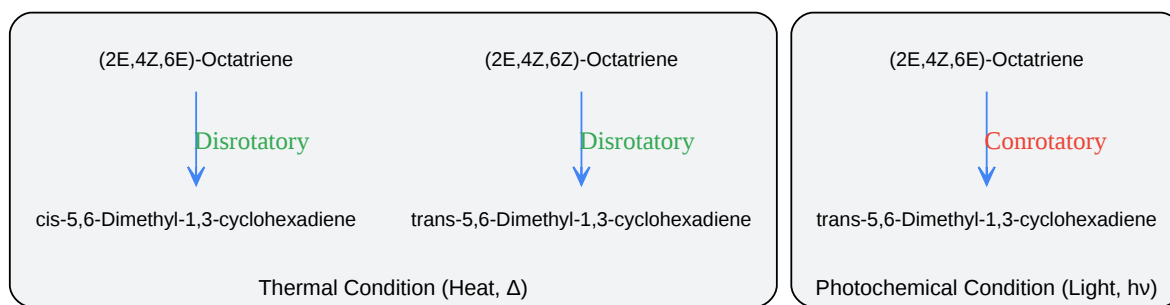 (2E,4Z,6E)-Octatriene
(2E,4Z,6Z)-Octatriene
(2E,4Z,6E)-Octatriene
Disrotatory
Disrotatory
Conrotatory
cis-5,6-Dimethyl-1,3-cyclohexadiene
trans-5,6-Dimethyl-1,3-cyclohexadiene
trans-5,6-Dimethyl-1,3-cyclohexadiene
Thermal Condition (Heat, Δ)
Photochemical Condition (Light, hν)